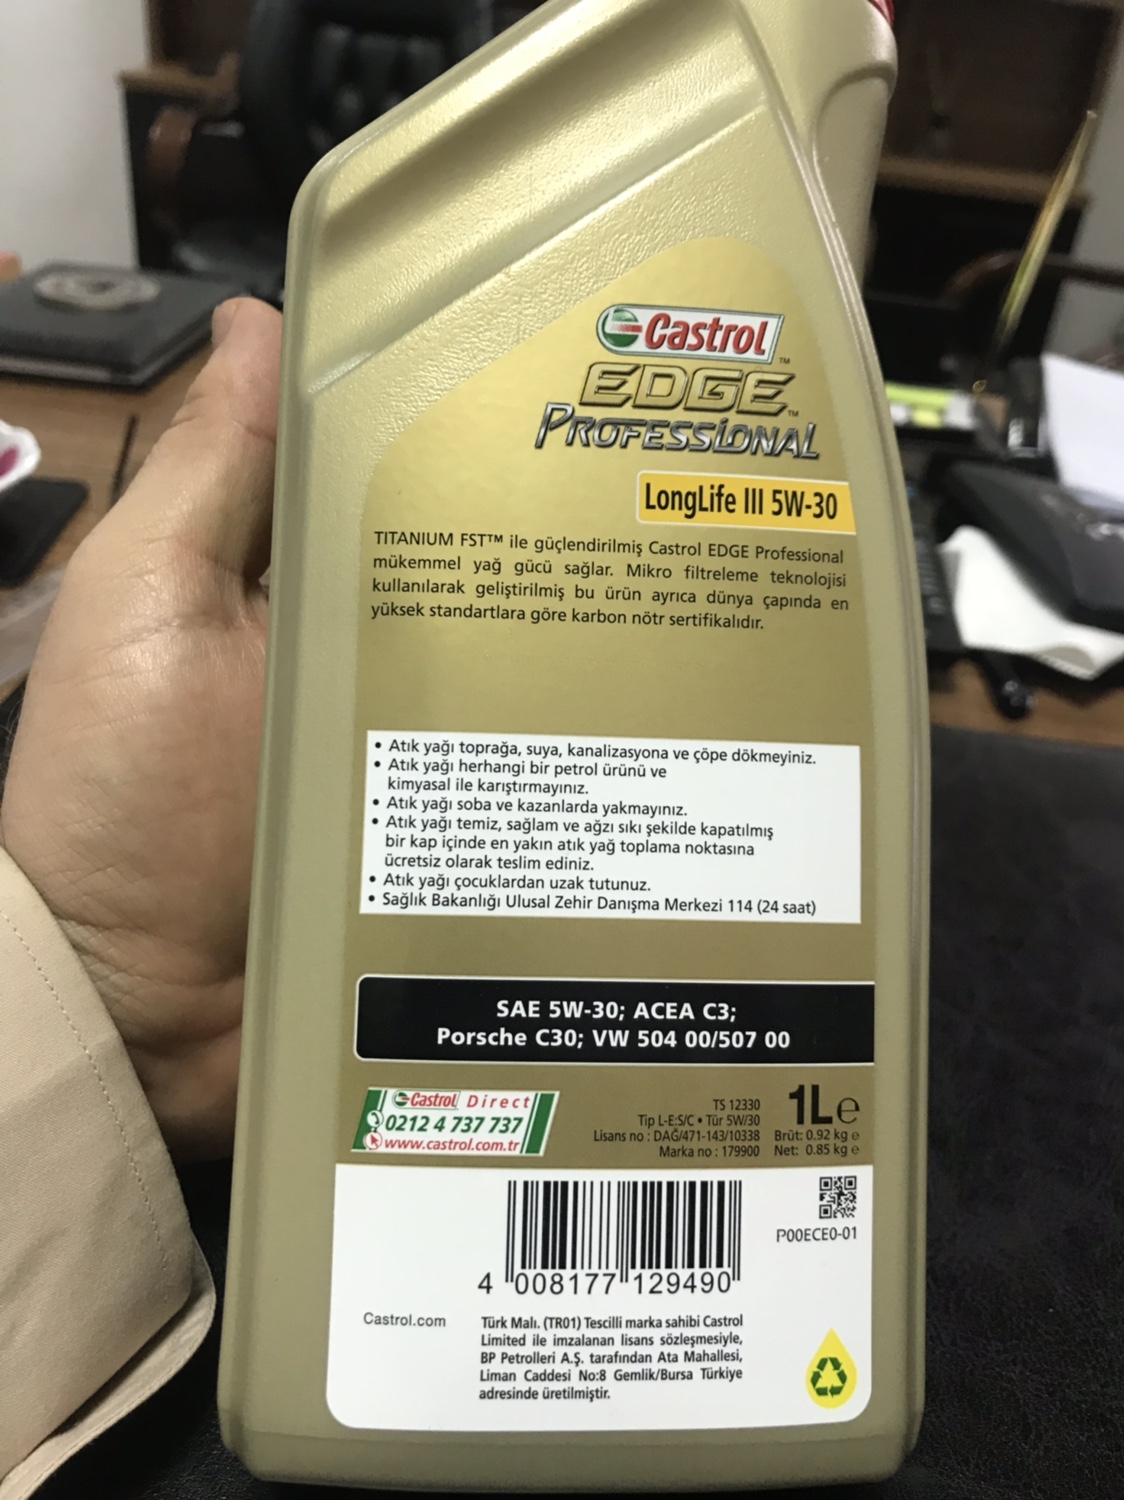 Castrol
EDGE
PROFESSIONAL
LongLife III 5W-30
TITANIUM FST™ ile güçlendirilmiş Castrol EDGE Professional
mükemmel yağ gücü sağlar. Mikro filtreleme teknolojisi
kullanılarak geliştirilmiş bu ürün ayrıca dünya çapında en
yüksek standartlara göre karbon nötr sertifikalıdır.
• Atık yağı toprağa, suya, kanalizasyona ve çöpe dökmeyiniz.
• Atık yağı herhangi bir petrol ürünü ve
kimyasal ile karıştırmayınız.
• Atık yağı soba ve kazanlarda yakmayınız.
• Atık yağı temiz, sağlam ve ağzı sıkı şekilde kapatılmış
bir kap içinde en yakın atık yağ toplama noktasına
ücretsiz olarak teslim ediniz.
• Atık yağı çocuklardan uzak tutunuz.
• Sağlık Bakanlığı Ulusal Zehir Danışma Merkezi 114 (24 saat)
SAE 5W-30; ACEA C3;
Porsche C30; VW 504 00/507 00
Castrol Direct
0212 4 737 737
www.castrol.com.tr
TS 12330
Tip L-E:S/C • Tür 5W/30
Lisans no : DAĞ/471-143/10338
Marka no : 179900
1L e
Brüt: 0.92 kg e
Net: 0.85 kg e
P00ECE0-01
4 008177 129490
Castrol.com
Türk Malı. (TR01) Tescilli marka sahibi Castrol
Limited ile imzalanan lisans sözleşmesiyle,
BP Petrolleri A.Ş. tarafından Ata Mahallesi,
Liman Caddesi No:8 Gemlik/Bursa Türkiye
adresinde üretilmiştir.